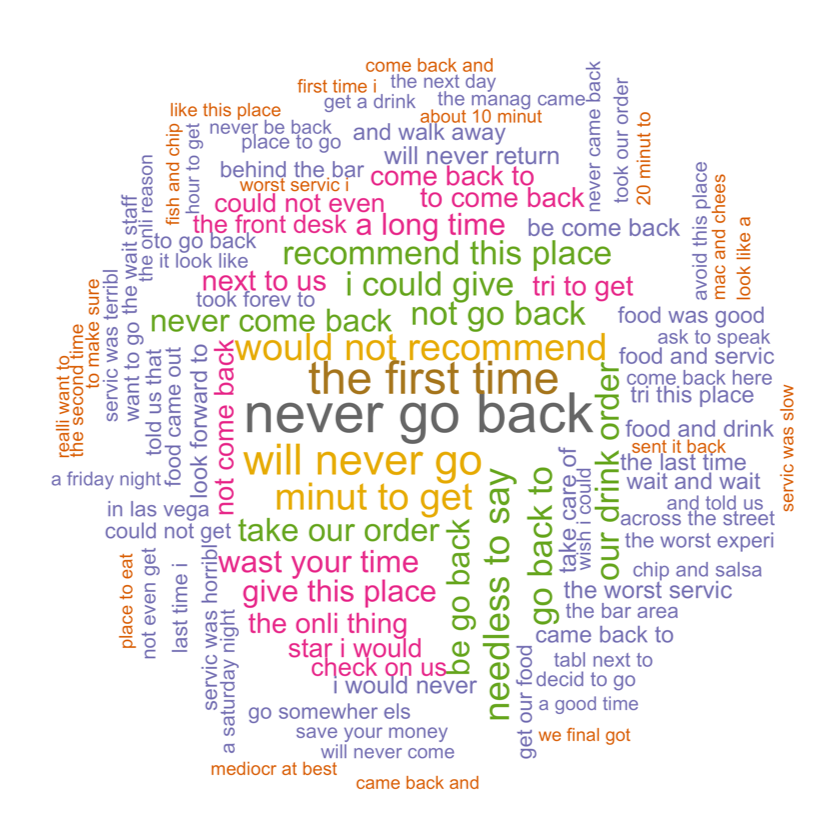 come back and
first time i
the next day
get a drink
the manag came
like this place
about 10 minut
never be back
and walk away
place to go
will never return
fish and chip
hour to get
never came back
took our order
20 minut to
behind the bar
come back to
worst servic i
could not even
to come back
the front desk
a long time
be come back
the onli reason
the wait staff
to go back
it look like
recommend this place
avoid this place
mac and chees
look like a
next to us
i could give
tri to get
took forev to
never come back
not go back
food was good
ask to speak
would not recommend
food and servic
the first time
come back here
tri this place
never go back
realli want to
the second time
to make sure
servic was terribl
want to go
told us that
food came out
look forward to
not come back
our drink order
food and drink
sent it back
servic was slow
will never go
the last time
a friday night
wait and wait
minut to get
needless to say
go back to
take care of
wish i could
and told us
in las vega
across the street
could not get
take our order
the worst experi
be go back
wast your time
chip and salsa
give this place
the worst servic
place to eat
not even get
last time i
servic was horribl
a saturday night
the bar area
the onli thing
came back to
star i would
check on us
tabl next to
i would never
decid to go
get our food
a good time
go somewher els
save your money
we final got
will never come
mediocr at best
came back and